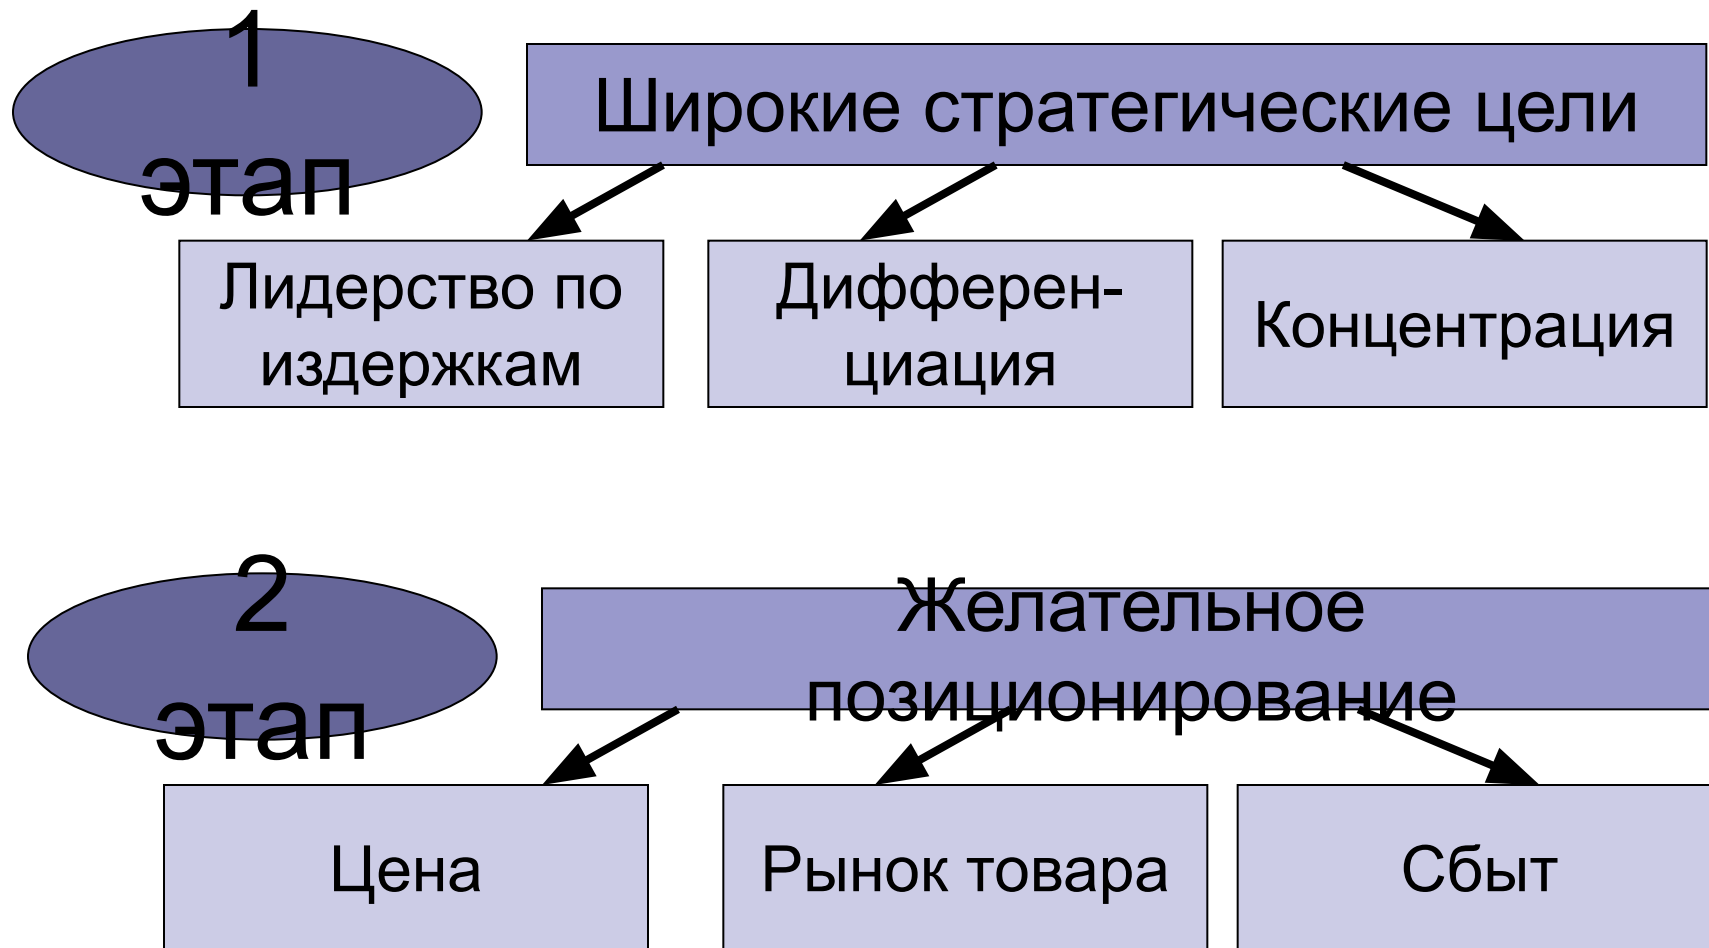 1
этап
Широкие стратегические цели
Лидерство по
издержкам
Дифферен-
циация
Концентрация
2
этап
Желательное
позиционирование
Цена
Рынок товара
Сбыт